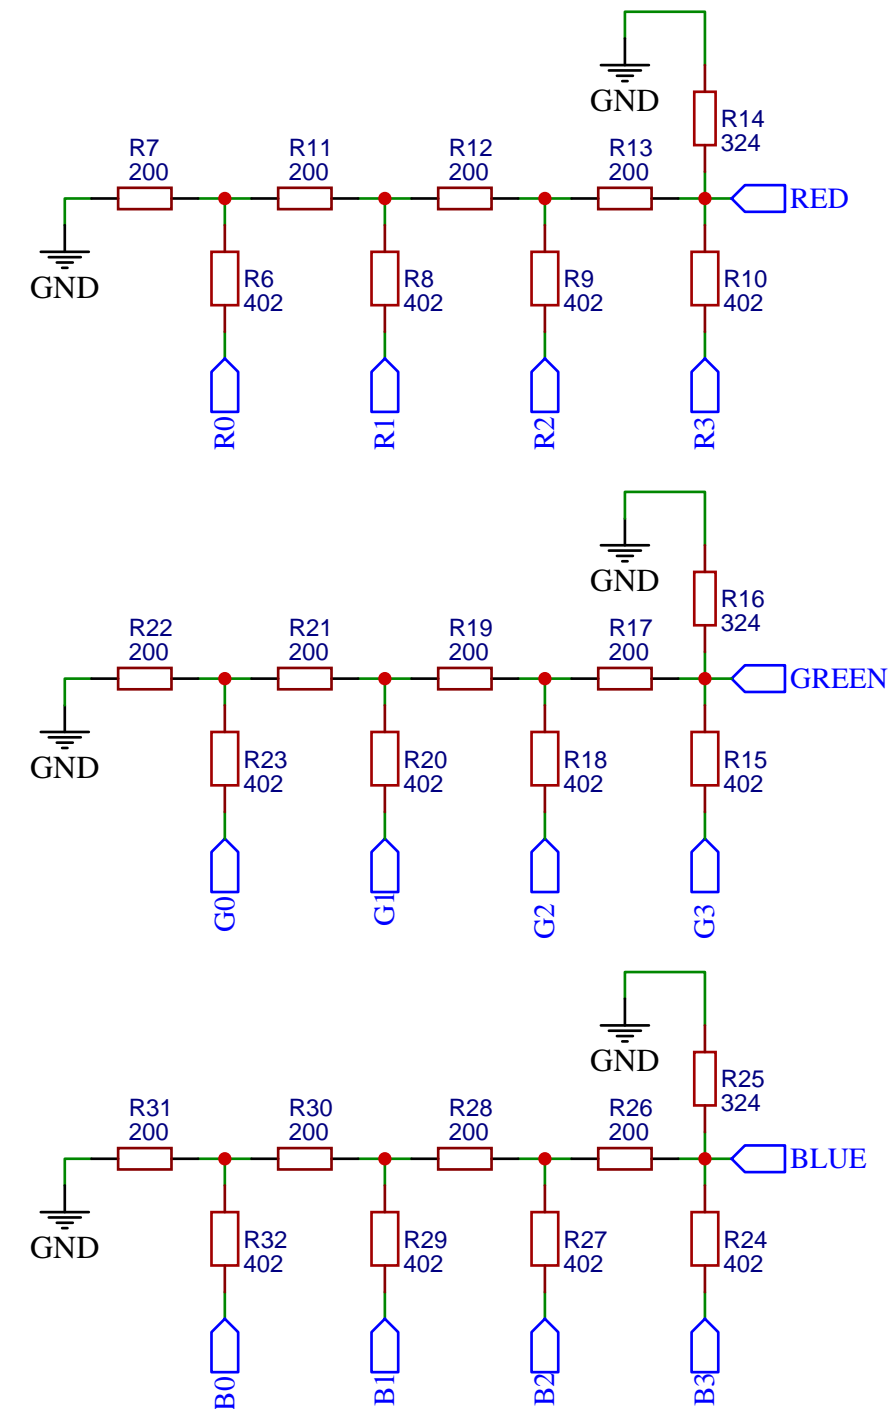 GND
R14
324
R7
200
R11
200
R12
200
R13
200
RED
GND
R6
402
R8
402
R9
402
R10
402
R0
R1
R2
R3
GND
R16
324
R22
200
R21
200
R19
200
R17
200
GREEN
GND
R23
402
R20
402
R18
402
R15
402
G0
G1
G2
G3
GND
R25
324
R31
200
R30
200
R28
200
R26
200
BLUE
GND
R32
402
R29
402
R27
402
R24
402
B0
B1
B2
B3